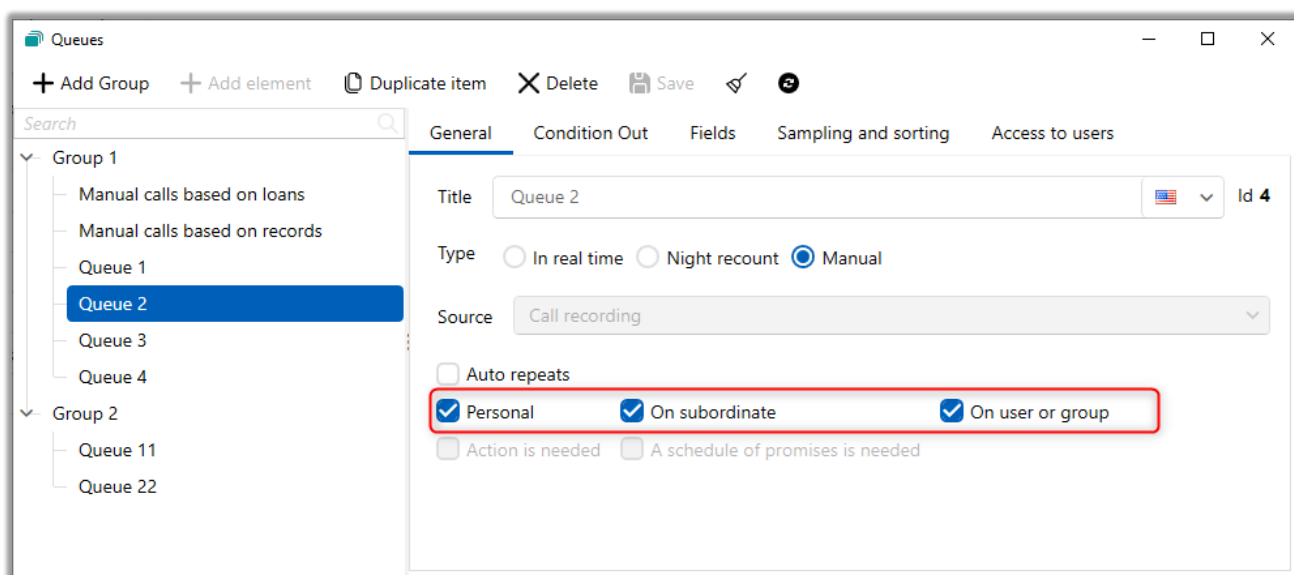 Queues
Add Group Add element Duplicate item Delete Save
Search
General Condition Out Fields Sampling and sorting Access to users
Group 1
Manual calls based on loans
Manual calls based on records
Queue 1
Queue 2
Queue 3
Queue 4
Group 2
Queue 11
Queue 22
Title Queue 2 Id 4
Type In real time Night recount Manual
Source Call recording
Auto repeats
Personal On subordinate On user or group
Action is needed A schedule of promises is needed